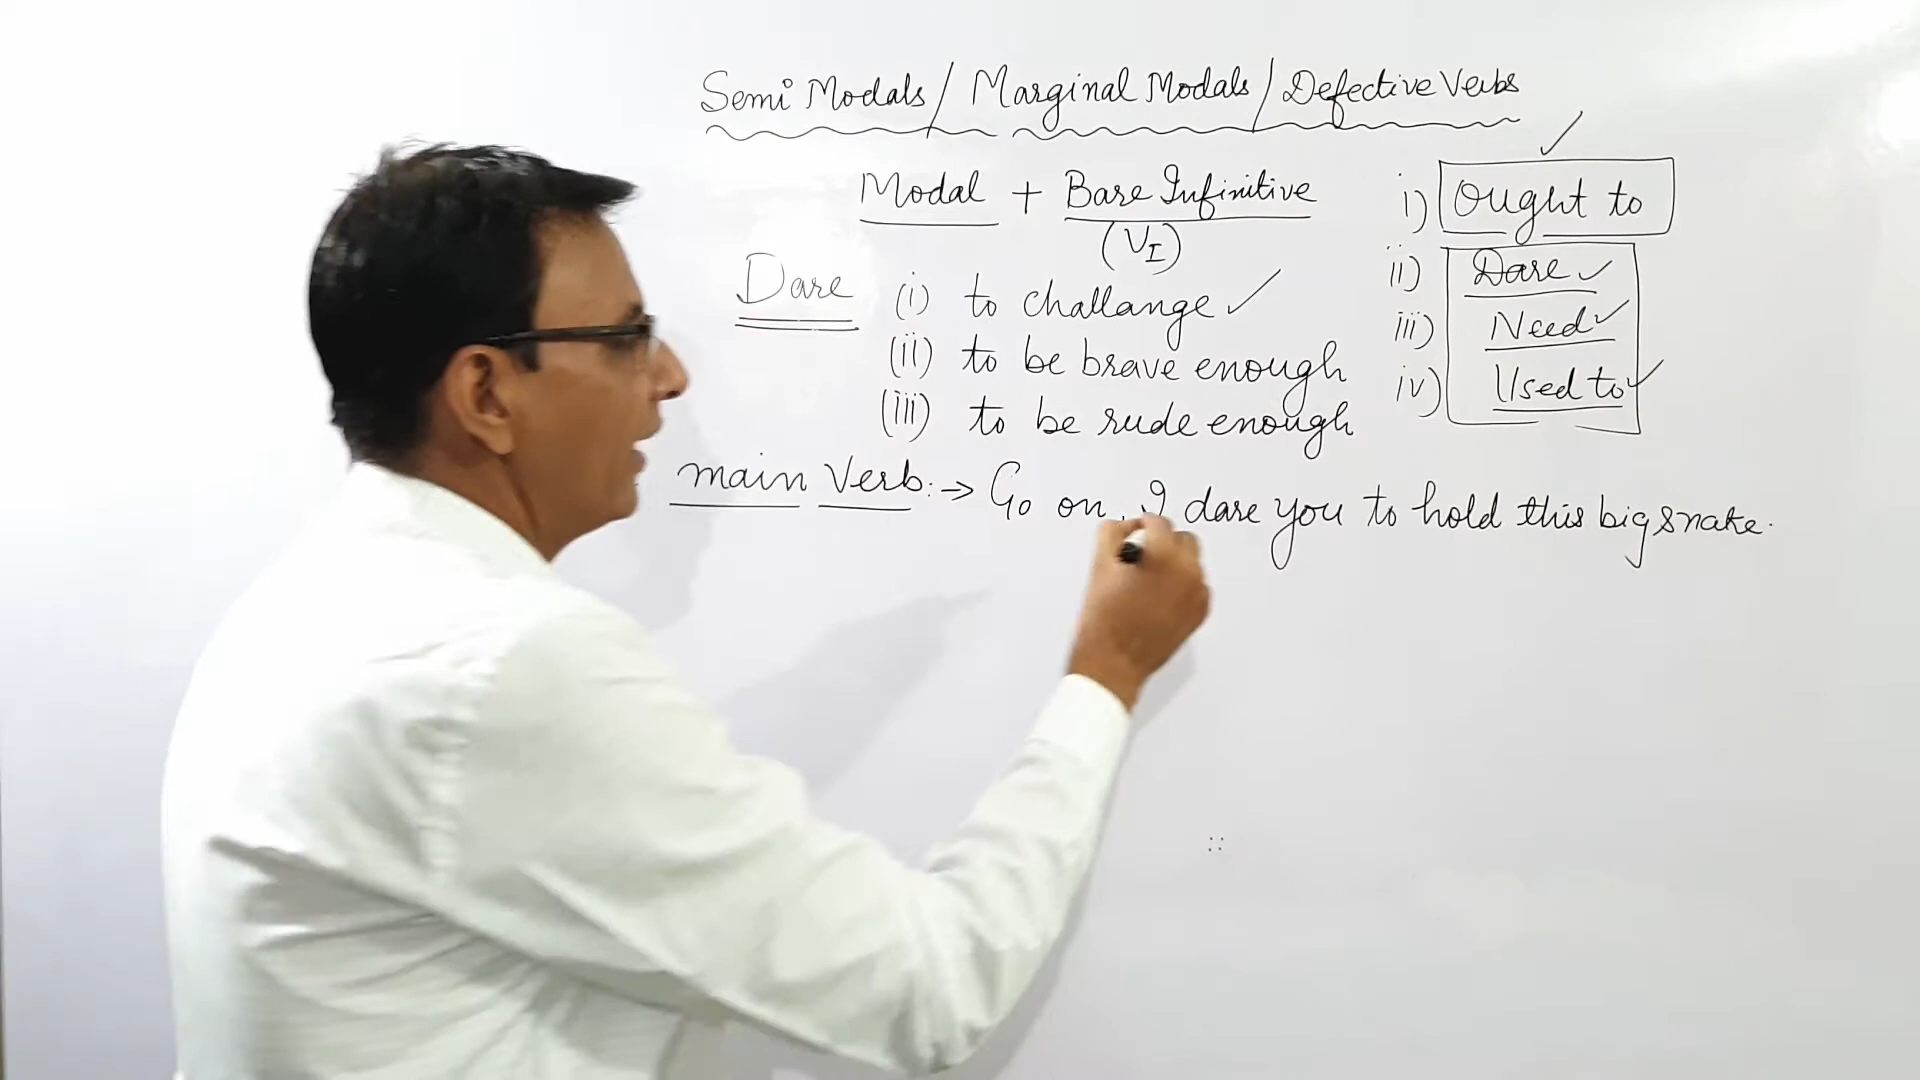 Semi Modals / Marginal Modals / Defective Verbs
Modal + Bare Infinitive
(VI)
i) Ought to
ii) Dare ✓
iii) Need ✓
iv) Used to ✓
Dare (i) to challange ✓
(ii) to be brave enough
(iii) to be rude enough
main Verb :→ Go on, I dare you to hold this big snake.